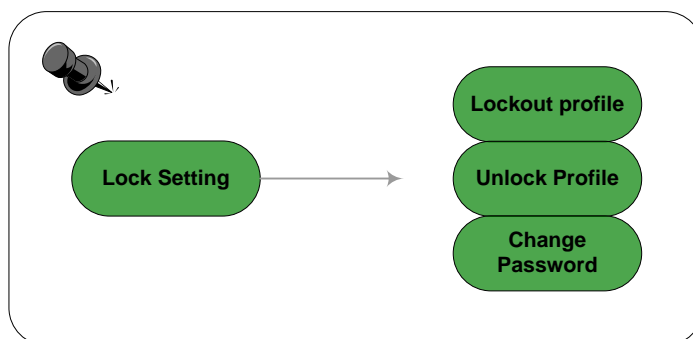 Lockout profile
Lock Setting
Unlock Profile
Change
Password